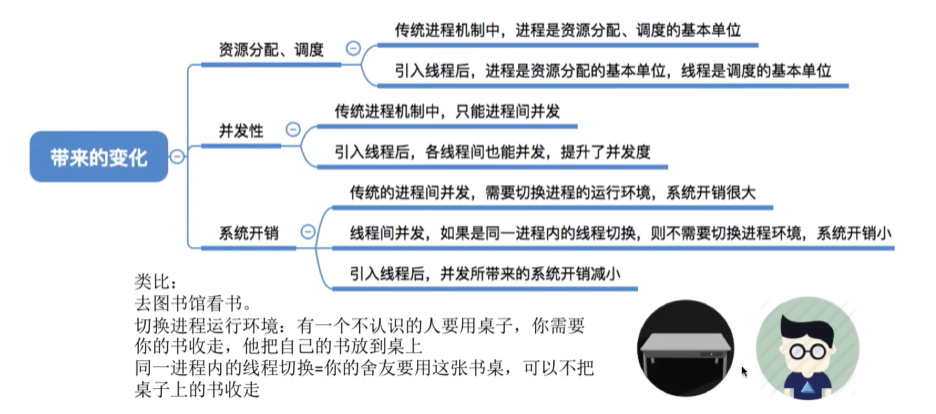 传统进程机制中，进程是资源分配、调度的基本单位
资源分配、调度
引入线程后，进程是资源分配的基本单位，线程是调度的基本单位
传统进程机制中，只能进程间并发
并发性
带来的变化
引入线程后，各线程间也能并发，提升了并发度
传统的进程间并发，需要切换进程的运行环境，系统开销很大
系统开销
线程间并发，如果是同一进程内的线程切换，则不需要切换进程环境，系统开销小
引入线程后，并发所带来的系统开销减小
类比：
去图书馆看书。
切换进程运行环境：有一个不认识的人要用桌子，你需要
你的书收走，他把自己的书放到桌上
同一进程内的线程切换=你的舍友要用这张书桌，可以不把
桌子上的书收走